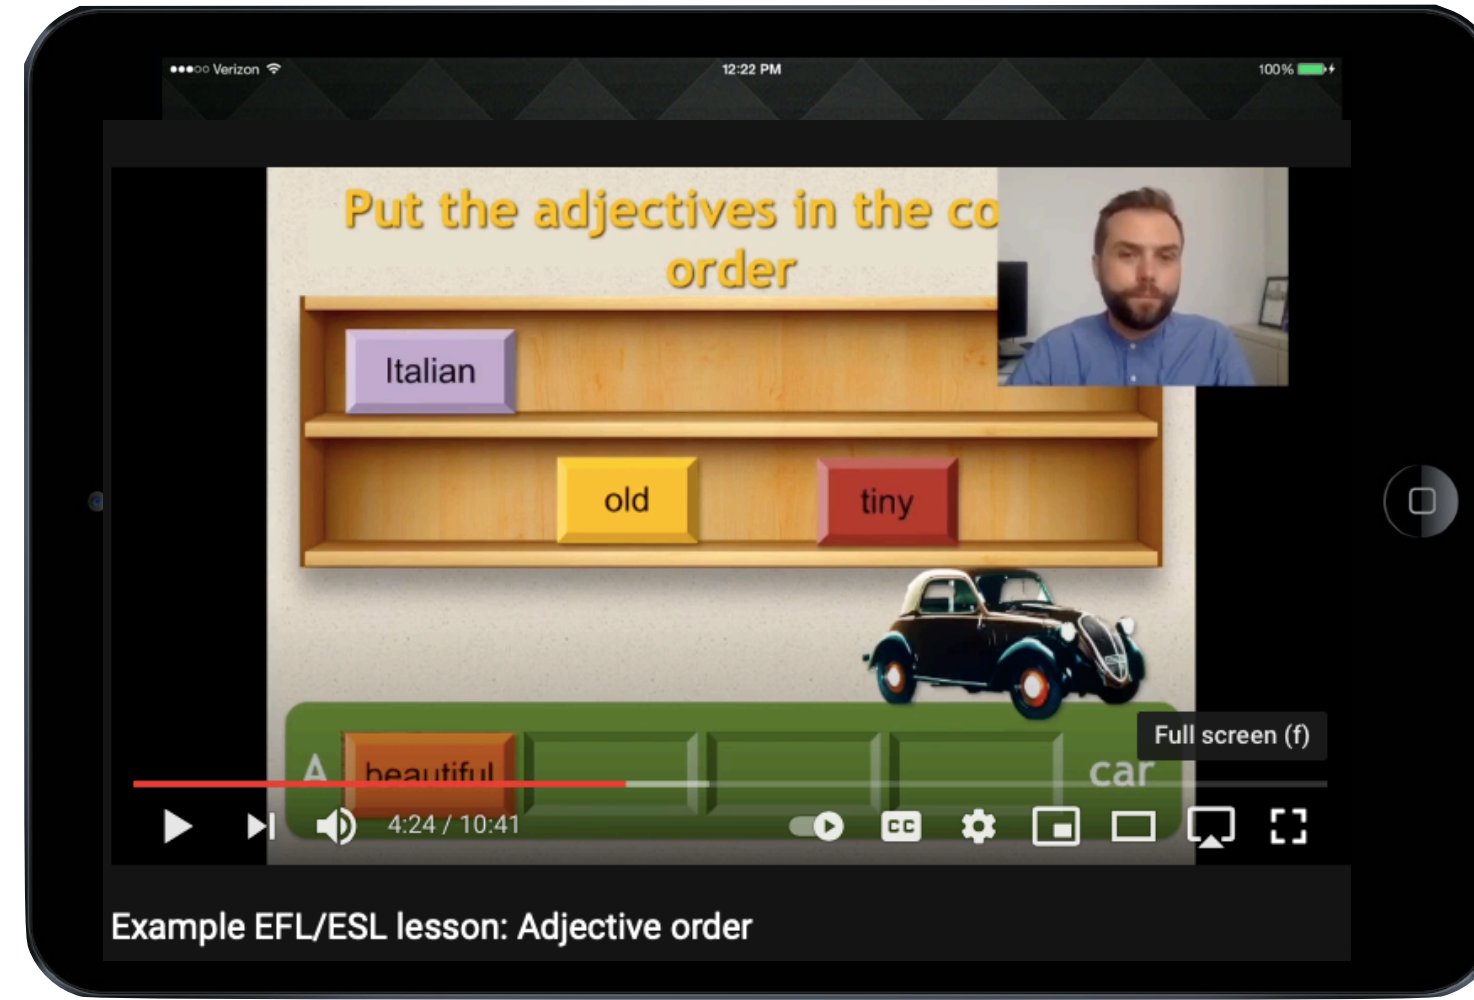 Verizon 12:22 PM 100%
Put the adjectives in the co
order
Italian
old tiny
Full screen (f)
A beautiful car
4:24 / 10:41 CC
Example EFL/ESL lesson: Adjective order